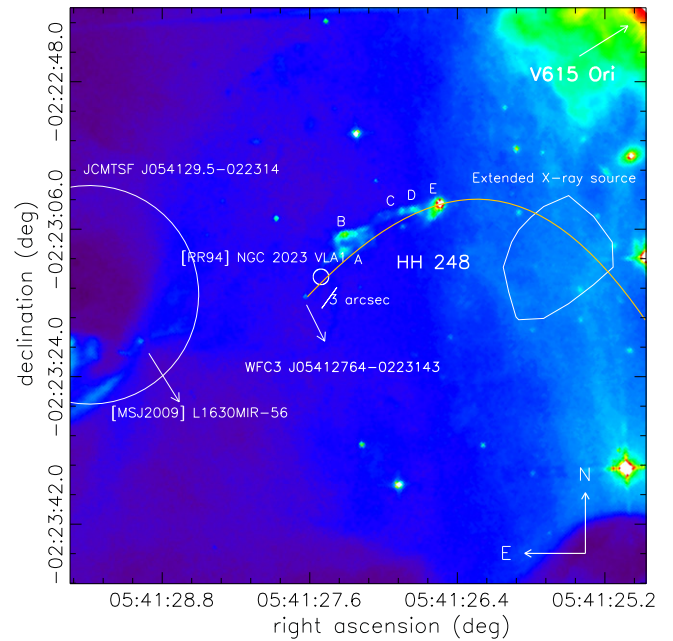 V615 Ori
JCMTSF J054129.5-022314
Extended X-ray source
E
D
C
B
A
[RR94] NGC 2023 VLA1
HH 248
3 arcsec
WFC3 J05412764-0223143
[MSJ2009] L1630MIR-56
N
E
-02:22:48.0
-02:23:06.0
-02:23:24.0
-02:23:42.0
declination (deg)
05:41:28.8
05:41:27.6
05:41:26.4
05:41:25.2
right ascension (deg)